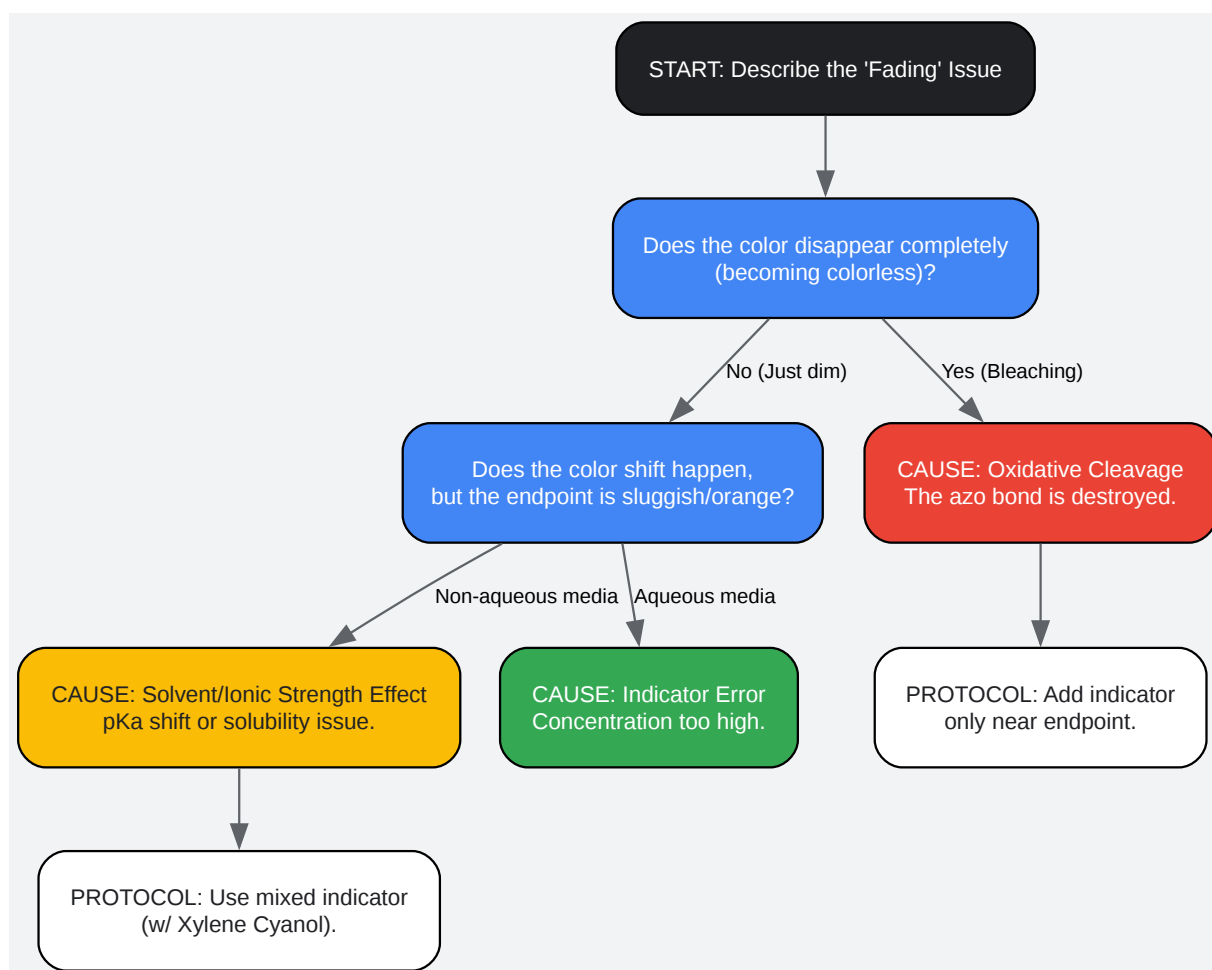 START: Describe the 'Fading' Issue
Does the color disappear completely
(becoming colorless)?
No (Just dim)
Yes (Bleaching)
Does the color shift happen,
but the endpoint is sluggish/orange?
CAUSE: Oxidative Cleavage
The azo bond is destroyed.
Non-aqueous media
Aqueous media
CAUSE: Solvent/Ionic Strength Effect
pKa shift or solubility issue.
CAUSE: Indicator Error
Concentration too high.
PROTOCOL: Add indicator
only near endpoint.
PROTOCOL: Use mixed indicator
(w/ Xylene Cyanol).